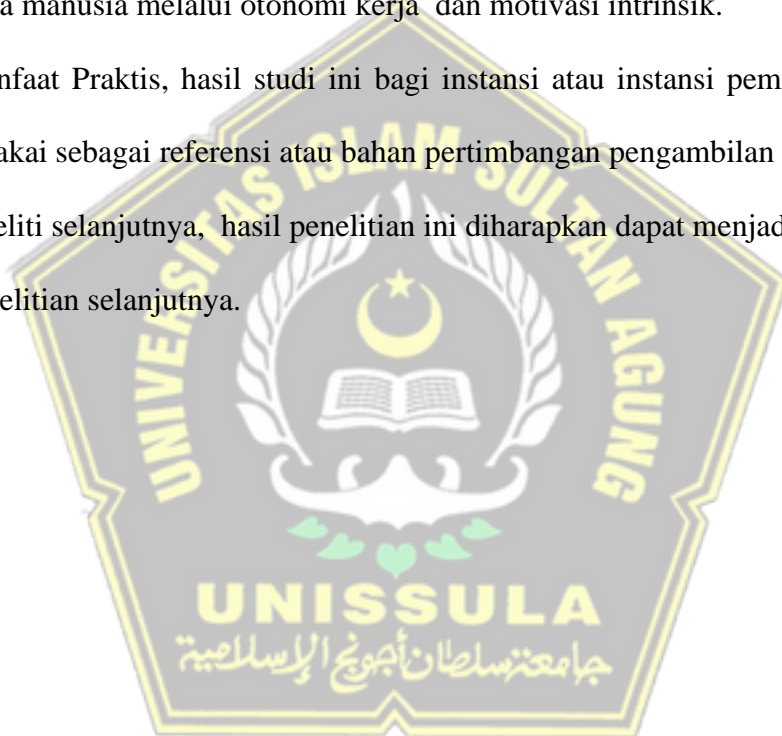 a manusia melalui otonomi kerja dan motivasi intrinsik.
nfaat Praktis, hasil studi ini bagi instansi atau instansi pem
akai sebagai referensi atau bahan pertimbangan pengambilan
eliti selanjutnya, hasil penelitian ini diharapkan dapat menjad
elitian selanjutnya.
UNIVERSITAS ISLAM SULTAN AGUNG
UNISSULA
جامعة سلطان أجونج الإسلامية